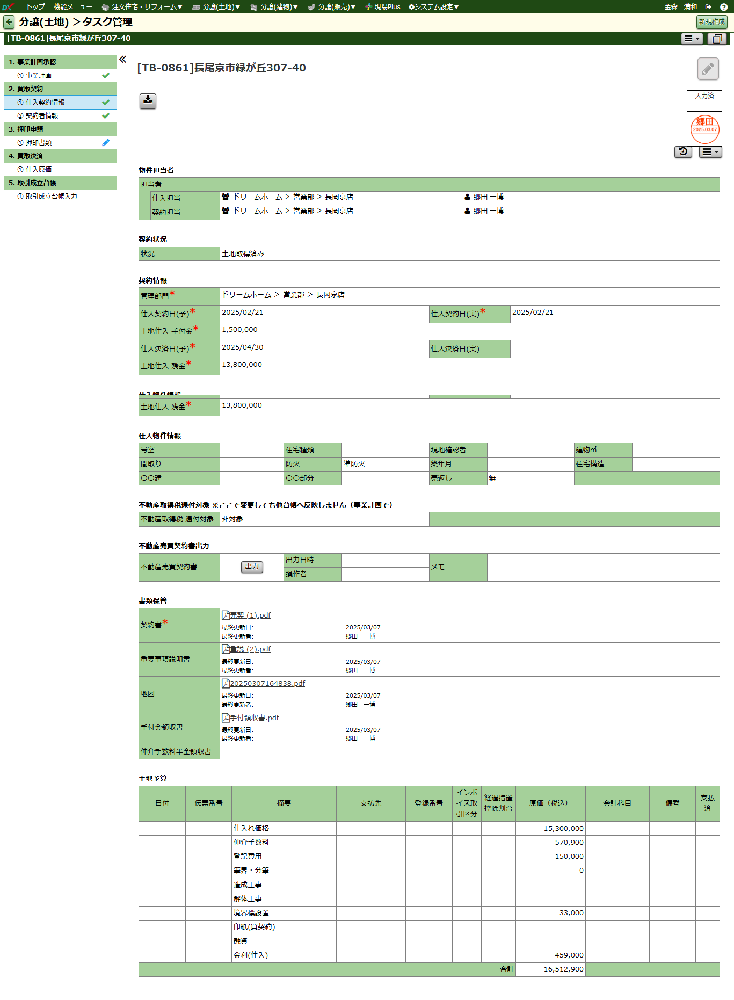 DX トップ 機能メニュー 注文住宅・リフォーム▼ 分譲(土地)▼ 分譲(建物)▼ 分譲(販売)▼ 現場Plus システム設定▼ 金森 満和
分譲(土地) ＞タスク管理 新規作成
[TB-0861]長尾京市緑が丘307-40
1. 事業計画承認
① 事業計画
2. 買取契約
① 仕入契約情報
② 契約者情報
3. 押印申請
① 押印書類
4. 買取決済
① 仕入原価
5. 取引成立台帳
① 取引成立台帳入力
[TB-0861]長尾京市緑が丘307-40
入力済
郷田
2025.03.07
物件担当者
担当者
仕入担当 ドリームホーム＞ 営業部＞ 長岡京店 郷田 一博
契約担当 ドリームホーム＞ 営業部＞ 長岡京店 郷田 一博
契約状況
状況 土地取得済み
契約情報
管理部門* ドリームホーム ＞ 営業部 ＞ 長岡京店
仕入契約日(予)* 2025/02/21 仕入契約日(実)* 2025/02/21
土地仕入 手付金* 1,500,000
仕入決済日(予)* 2025/04/30 仕入決済日(実)
土地仕入 残金* 13,800,000
仕入物件情報
土地仕入 残金* 13,800,000
仕入物件情報
号室 住宅種類 現地確認者 建物㎡
間取り 防火 準防火 築年月 住宅構造
〇〇建 〇〇部分 売返し 無
不動産取得税還付対象 ※ここで変更しても他台帳へ反映しません（事業計画で）
不動産取得税 還付対象 非対象
不動産売買契約書出力
不動産売買契約書 出力 出力日時 メモ
操作者
書類保管
契約書* 売契 (1).pdf
最終更新日: 2025/03/07
最終更新者: 郷田 一博
重要事項説明書 重説 (2).pdf
最終更新日: 2025/03/07
最終更新者: 郷田 一博
地図 20250307164838.pdf
最終更新日: 2025/03/07
最終更新者: 郷田 一博
手付金領収書 手付領収書.pdf
最終更新日: 2025/03/07
最終更新者: 郷田 一博
仲介手数料半金領収書
土地予算
日付 伝票番号 摘要 支払先 登録番号 インボイス取引区分 経過措置控除割合 原価（税込） 会計科目 備考 支払済
仕入れ価格 15,300,000
仲介手数料 570,900
登記費用 150,000
筆界・分筆 0
造成工事
解体工事
境界標設置 33,000
印紙(買契約)
融資
金利(仕入) 459,000
合計 16,512,900